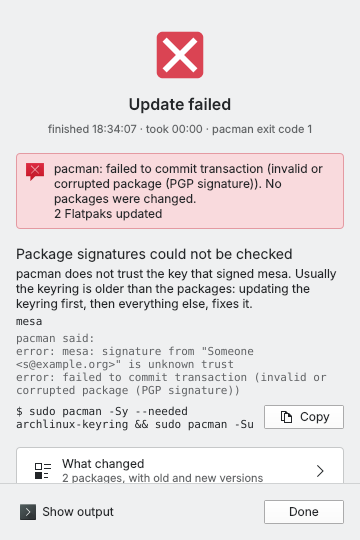 Update failed
finished 18:34:07 · took 00:00 · pacman exit code 1
pacman: failed to commit transaction (invalid or
corrupted package (PGP signature)). No
packages were changed.
2 Flatpaks updated
Package signatures could not be checked
pacman does not trust the key that signed mesa. Usually
the keyring is older than the packages: updating the
keyring first, then everything else, fixes it.
mesa
pacman said:
error: mesa: signature from "Someone
<s@example.org>" is unknown trust
error: failed to commit transaction (invalid or
corrupted package (PGP signature))
$ sudo pacman -Sy --needed
archlinux-keyring && sudo pacman -Su
Copy
What changed
2 packages, with old and new versions
Show output
Done